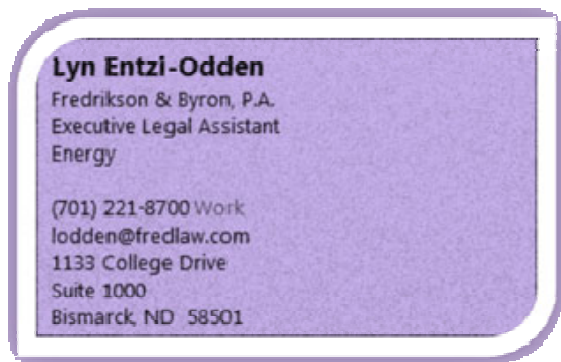 Lyn Entzi-Odden
Fredrikson & Byron, P.A.
Executive Legal Assistant
Energy
(701) 221-8700 Work
lodden@fredlaw.com
1133 College Drive
Suite 1000
Bismarck, ND 58501